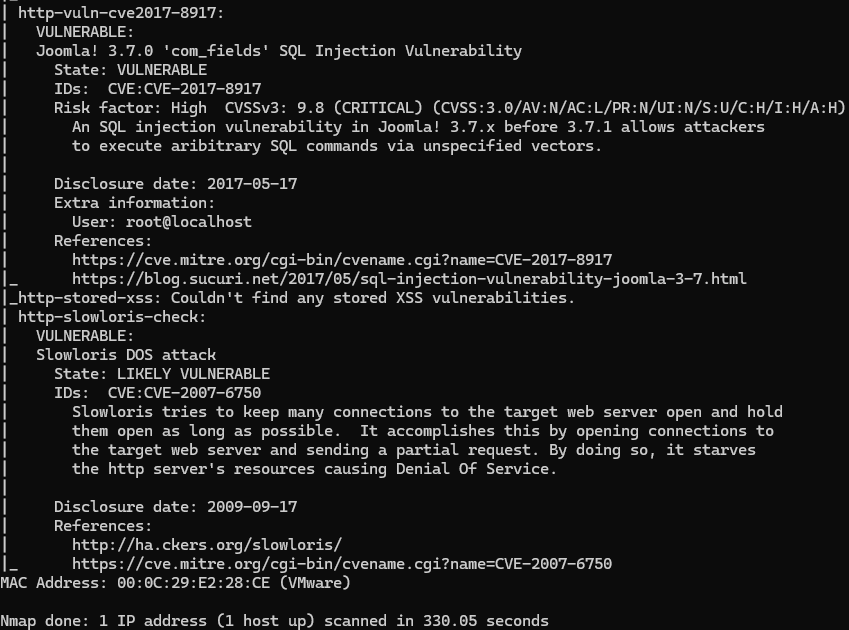 |_
| http-vuln-cve2017-8917:
|   VULNERABLE:
|   Joomla! 3.7.0 'com_fields' SQL Injection Vulnerability
|     State: VULNERABLE
|     IDs:  CVE:CVE-2017-8917
|     Risk factor: High  CVSSv3: 9.8 (CRITICAL) (CVSS:3.0/AV:N/AC:L/PR:N/UI:N/S:U/C:H/I:H/A:H)
|       An SQL injection vulnerability in Joomla! 3.7.x before 3.7.1 allows attackers
|       to execute aribitrary SQL commands via unspecified vectors.
|
|     Disclosure date: 2017-05-17
|     Extra information:
|       User: root@localhost
|     References:
|       https://cve.mitre.org/cgi-bin/cvename.cgi?name=CVE-2017-8917
|_      https://blog.sucuri.net/2017/05/sql-injection-vulnerability-joomla-3-7.html
|_http-stored-xss: Couldn't find any stored XSS vulnerabilities.
| http-slowloris-check:
|   VULNERABLE:
|   Slowloris DOS attack
|     State: LIKELY VULNERABLE
|     IDs:  CVE:CVE-2007-6750
|       Slowloris tries to keep many connections to the target web server open and hold
|       them open as long as possible.  It accomplishes this by opening connections to
|       the target web server and sending a partial request. By doing so, it starves
|       the http server's resources causing Denial Of Service.
|
|     Disclosure date: 2009-09-17
|     References:
|       http://ha.ckers.org/slowloris/
|_      https://cve.mitre.org/cgi-bin/cvename.cgi?name=CVE-2007-6750
MAC Address: 00:0C:29:E2:28:CE (VMware)

Nmap done: 1 IP address (1 host up) scanned in 330.05 seconds